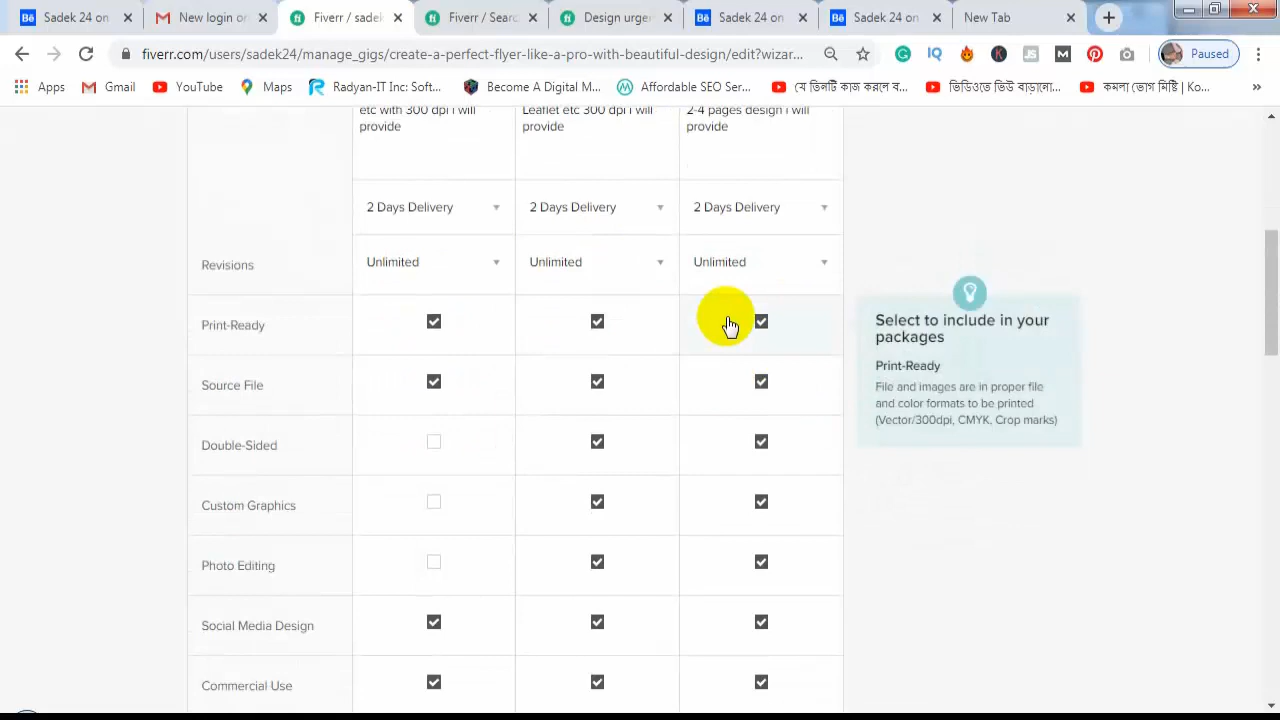 Sadek 24 on
New login or
Fiverr / sadek
Fiverr / Searc
Design urge
Sadek 24 on
Sadek 24 on
New Tab
fiverr.com/users/sadek24/manage_gigs/create-a-perfect-flyer-like-a-pro-with-beautiful-design/edit?wizar...
Paused
Apps
Gmail
YouTube
Maps
Radyan-IT-Inc: Soft...
Become A Digital M...
Affordable SEO Ser...
যে তিনটি কাজ করলে ব...
ভিডিওতে ভিউ বাড়ানো...
কমলা ভোগ মিষ্টি | Ko...
»
etc with 300 dpi i will
provide
Leaflet etc 300 dpi i will
provide
2-4 pages design i will
provide
2 Days Delivery
2 Days Delivery
2 Days Delivery
Revisions
Unlimited
Unlimited
Unlimited
Print-Ready
Source File
Double-Sided
Custom Graphics
Photo Editing
Social Media Design
Commercial Use
Select to include in your
packages
Print-Ready
File and images are in proper file
and color formats to be printed
(Vector/300dpi, CMYK, Crop marks)